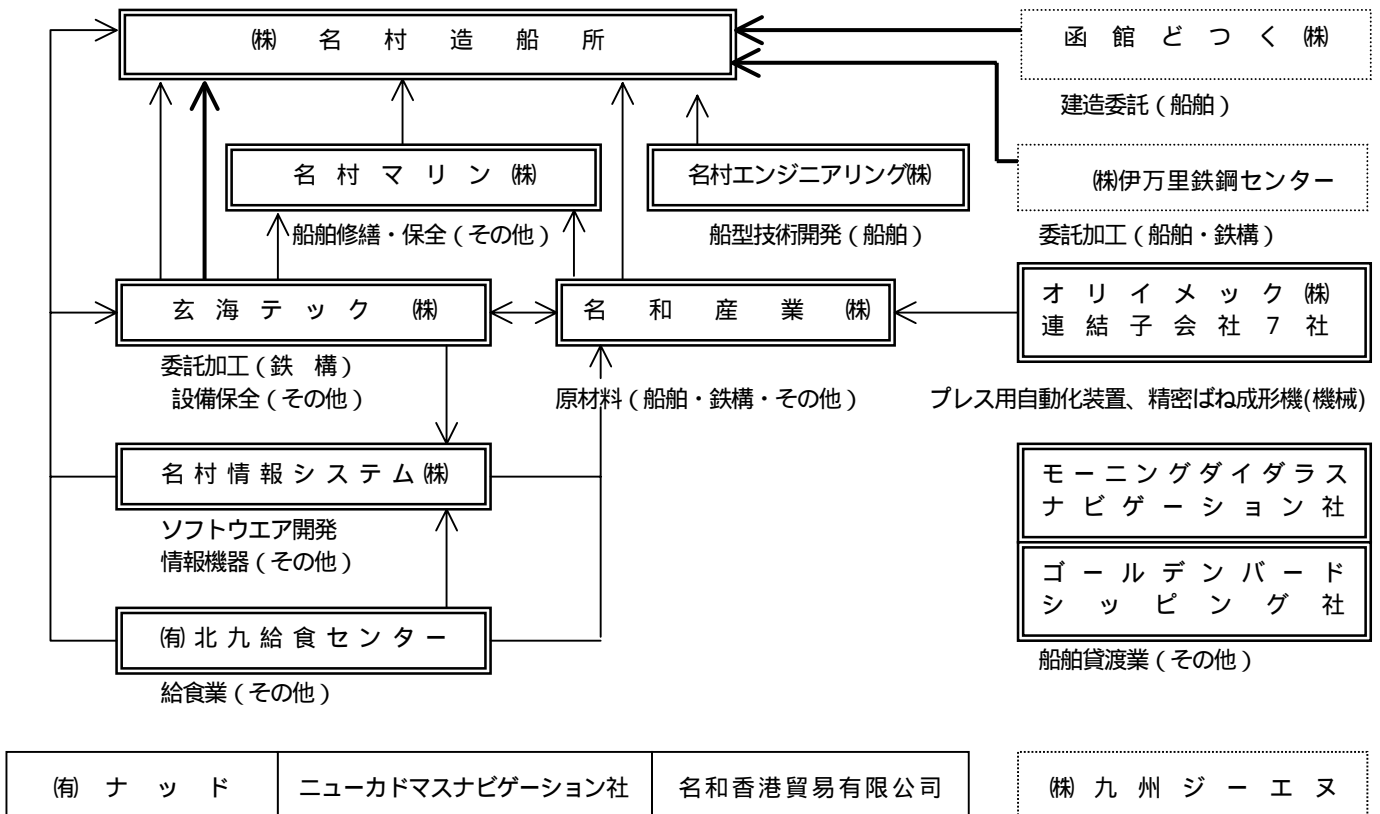 ㈱名村造船所
函館どつく㈱
建造委託（船舶）
名村マリン㈱
名村エンジニアリング㈱
㈱伊万里鉄鋼センター
船舶修繕・保全（その他）
船型技術開発（船舶）
委託加工（船舶・鉄構）
玄海テック㈱
名和産業㈱
オリイメック㈱
連結子会社７社
委託加工（鉄　構）
設備保全（その他）
原材料（船舶・鉄構・その他）
プレス用自動化装置、精密ばね成形機(機械)
名村情報システム㈱
モーニングダイダラス
ナビゲーション社
ソフトウエア開発
情報機器（その他）
ゴールデンバード
シッピング社
㈲北九給食センター
船舶貸渡業（その他）
給食業（その他）
㈲ナッド
ニューカドマスナビゲーション社
名和香港貿易有限公司
㈱九州ジーエヌ